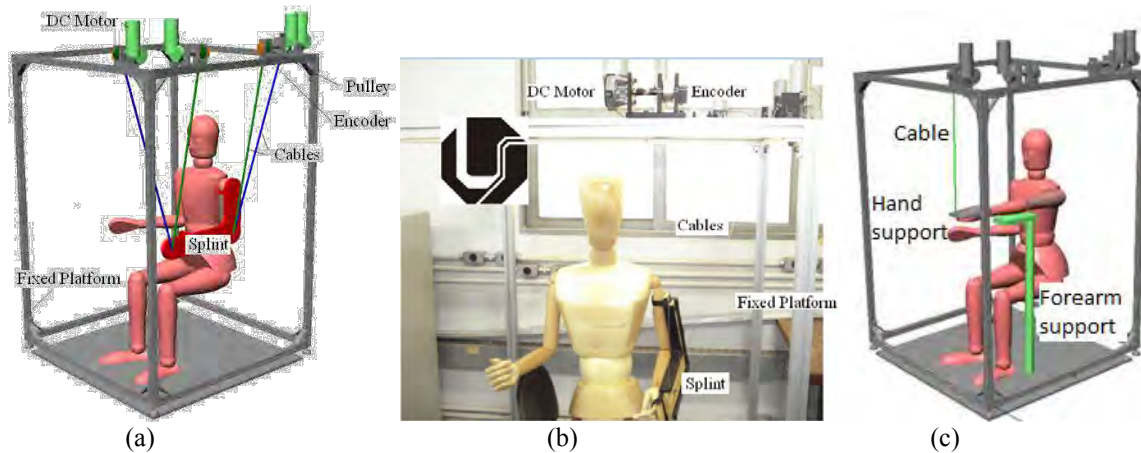 DC Motor
Pulley
Encoder
Cables
Splint
Fixed Platform
(a)
DC Motor
Encoder
Cables
Fixed Platform
Splint
(b)
Cable
Hand
support
Forearm
support
(c)